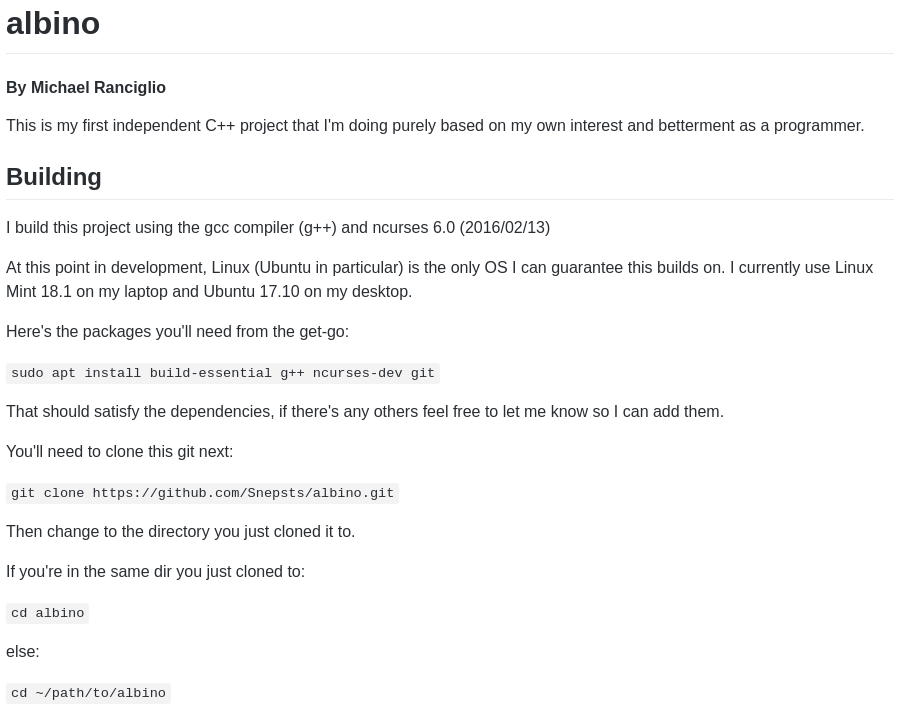 albino
By Michael Ranciglio
This is my first independent C++ project that I'm doing purely based on my own interest and betterment as a programmer.
Building
I build this project using the gcc compiler (g++) and ncurses 6.0 (2016/02/13)
At this point in development, Linux (Ubuntu in particular) is the only OS I can guarantee this builds on. I currently use Linux
Mint 18.1 on my laptop and Ubuntu 17.10 on my desktop.
Here's the packages you'll need from the get-go:
sudo apt install build-essential g++ ncurses-dev git
That should satisfy the dependencies, if there's any others feel free to let me know so I can add them.
You'll need to clone this git next:
git clone https://github.com/Snepsts/albino.git
Then change to the directory you just cloned it to.
If you're in the same dir you just cloned to:
cd albino
else:
cd ~/path/to/albino